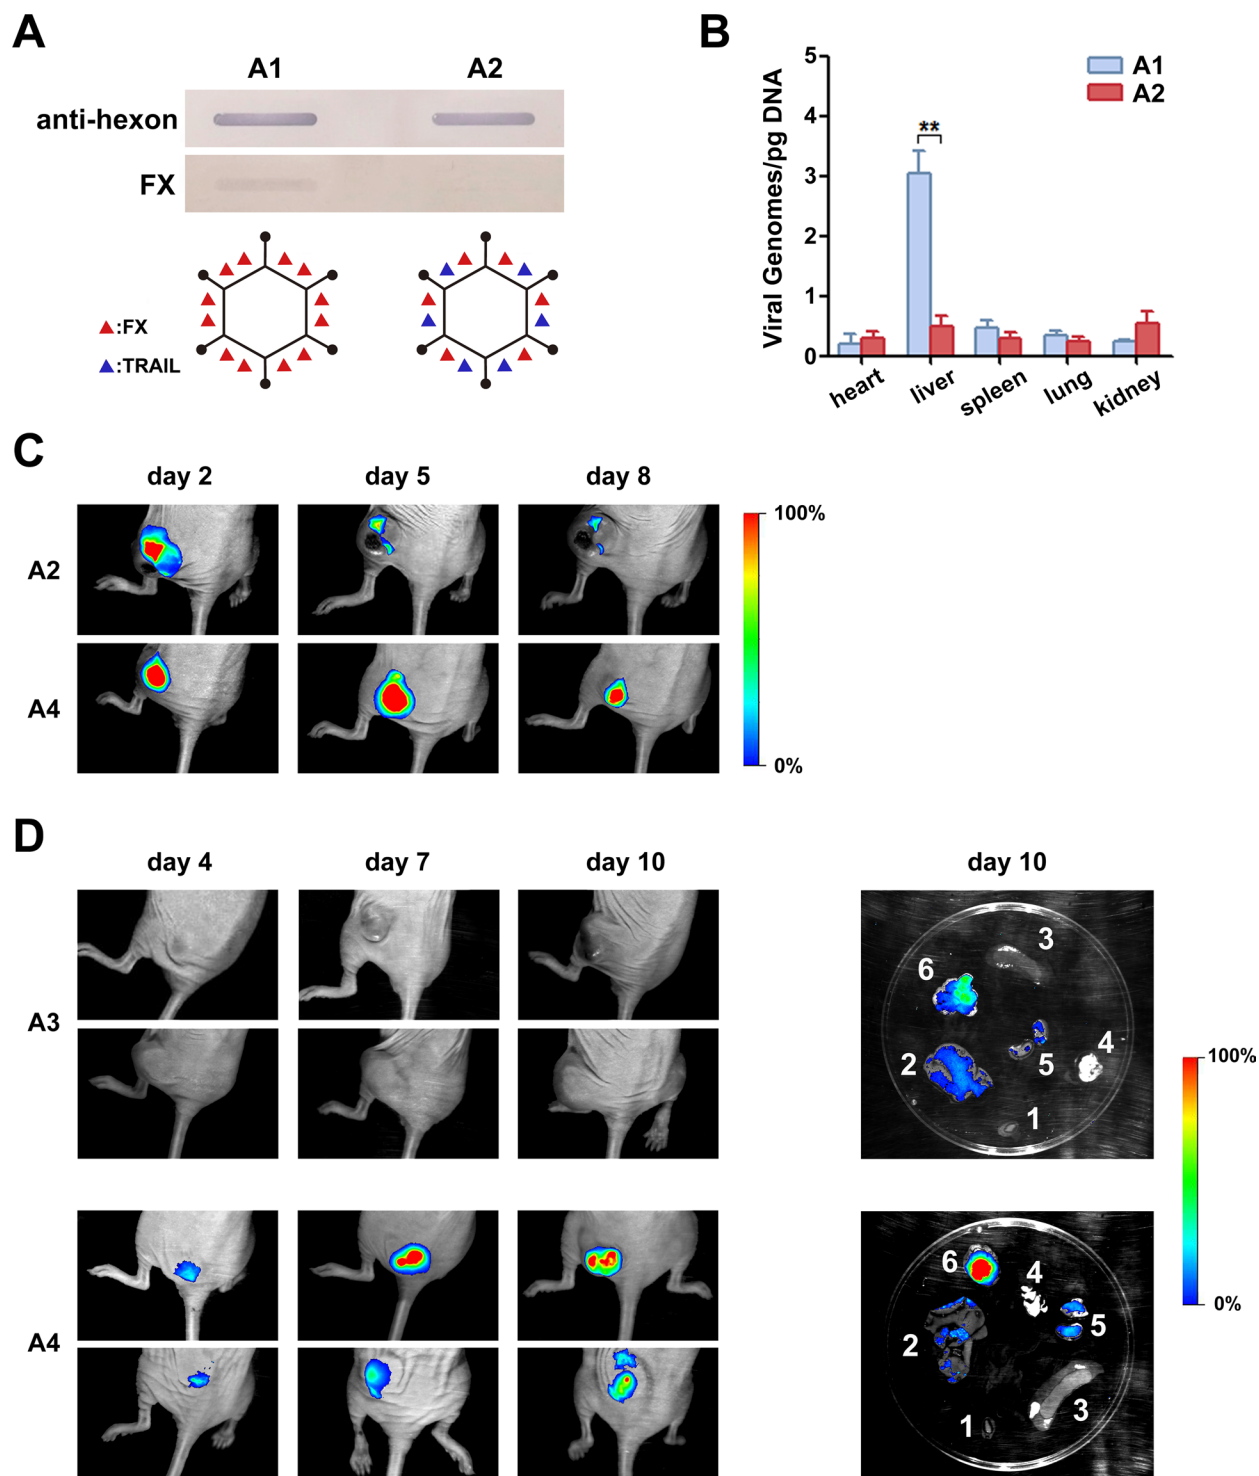 A
A1 A2
anti-hexon
FX
▲:FX
▲:TRAIL
B
Viral Genomes/pg DNA
5
4
3
2
1
0
**
A1
A2
heart liver spleen lung kidney
C
day 2 day 5 day 8
A2
A4
100%
0%
D
day 4 day 7 day 10 day 10
A3
A4
3
6
4
2
5
1
6
4
5
2
3
1
100%
0%